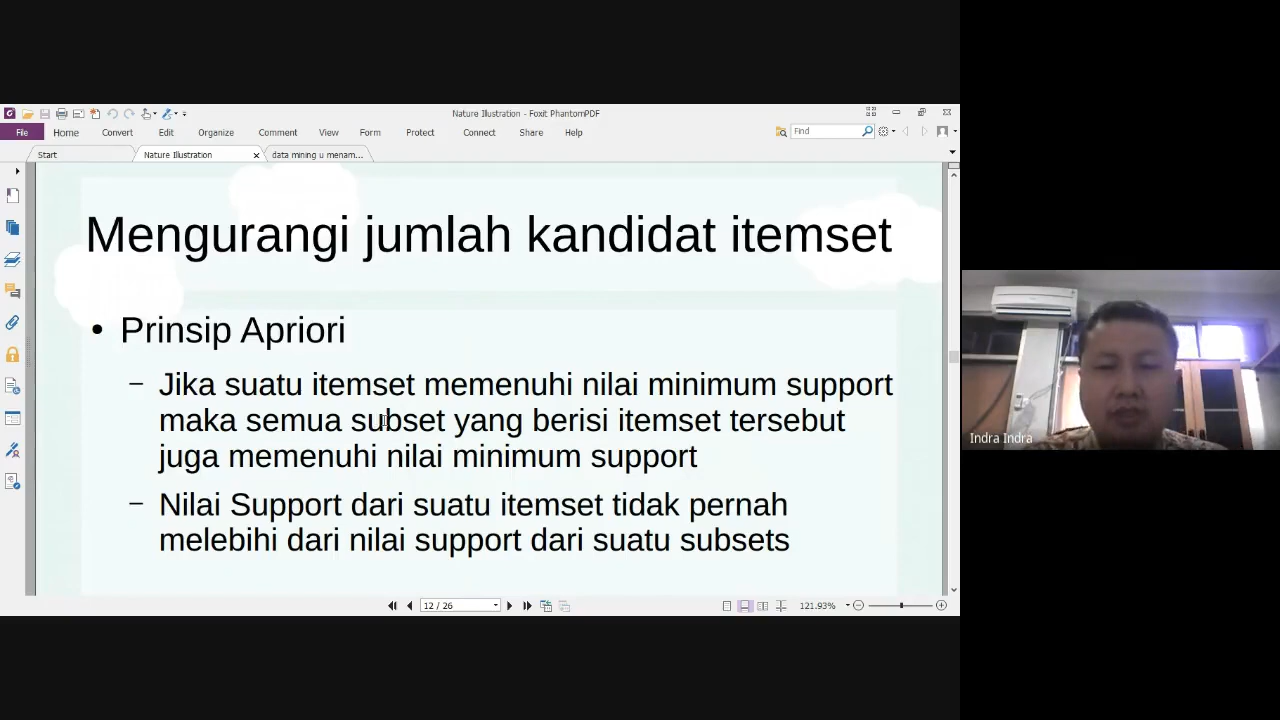 Nature Illustration - Foxit PhantomPDF
File Home Convert Edit Organize Comment View Form Protect Connect Share Help
Find
Start
Nature Illustration
data mining u menam...
Mengurangi jumlah kandidat itemset
• Prinsip Apriori
– Jika suatu itemset memenuhi nilai minimum support
maka semua subset yang berisi itemset tersebut
juga memenuhi nilai minimum support
– Nilai Support dari suatu itemset tidak pernah
melebihi dari nilai support dari suatu subsets
12 / 26
121.93%
Indra Indra